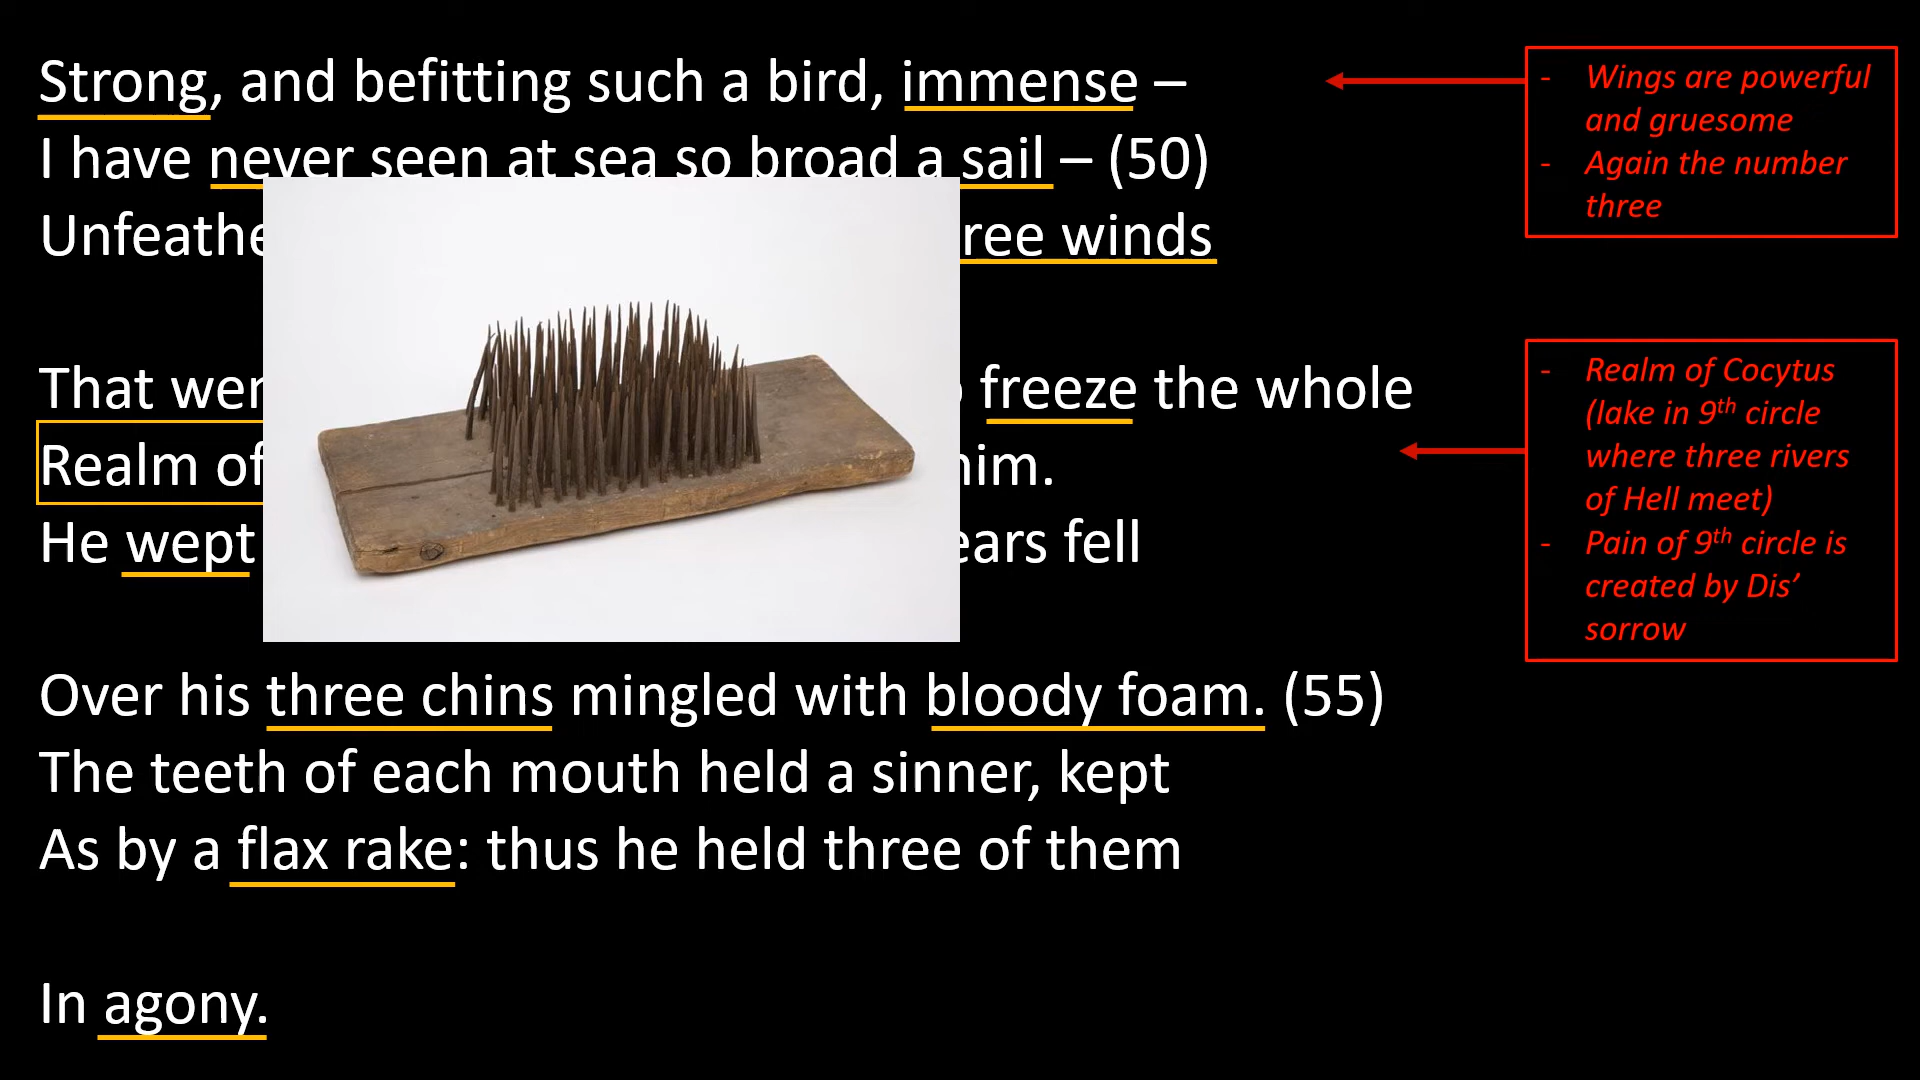 Strong, and befitting such a bird, immense –
I have never seen at sea so broad a sail – (50)
winds
That freeze the whole
Realm of him.
He wept fell
Over his three chins mingled with bloody foam. (55)
The teeth of each mouth held a sinner, kept
As by a flax rake: thus he held three of them
In agony.
- Wings are powerful
and gruesome
- Again the number
three
- Realm of Cocytus
(lake in 9th circle
where three rivers
of Hell meet)
- Pain of 9th circle is
created by Dis’
sorrow